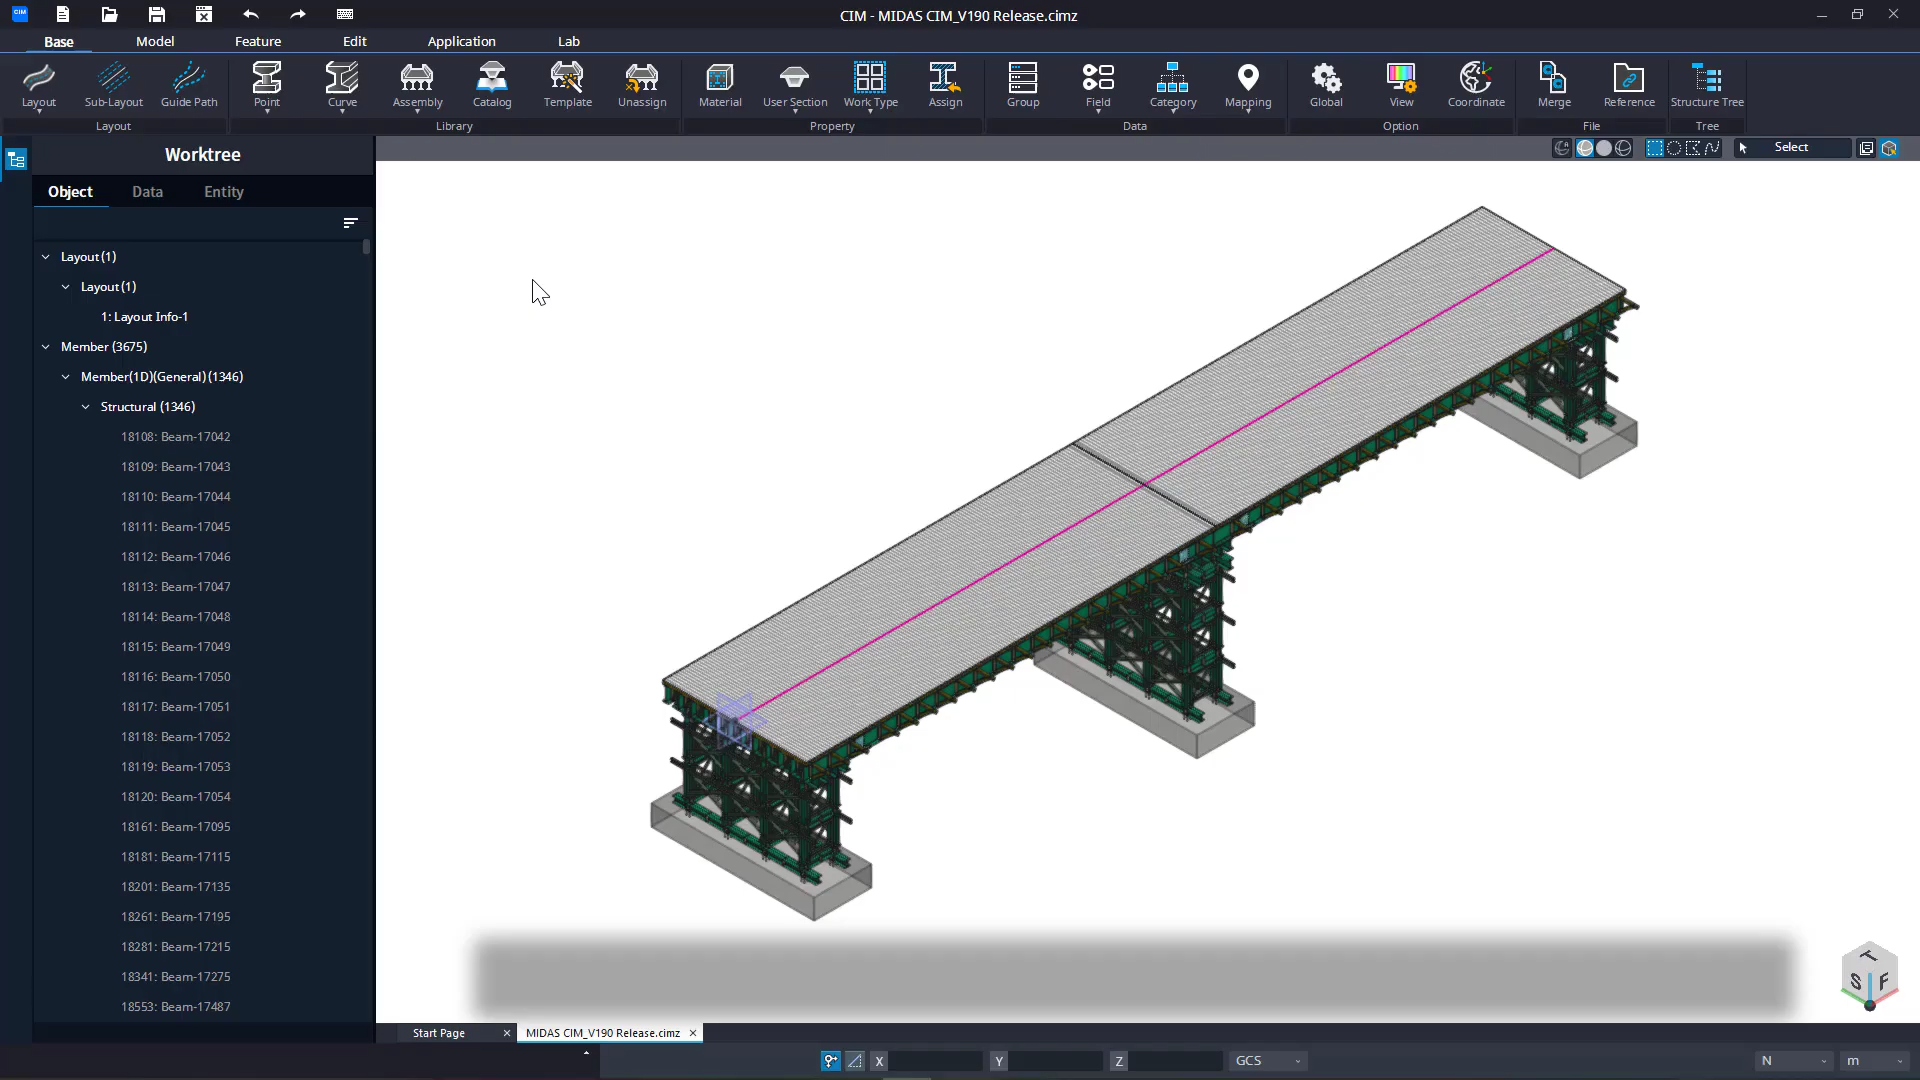 CIM
CIM - MIDAS CIM_V190 Release.cimz
Base Model Feature Edit Application Lab
Layout Sub-Layout Guide Path Point Curve Assembly Catalog Template Unassign Material User Section Work Type Assign Group Field Category Mapping Global View Coordinate Merge Reference Structure Tree
Layout Library Property Data Option File Tree
Worktree
Select
Object Data Entity
Layout (1)
Layout (1)
1: Layout Info-1
Member (3675)
Member(1D)(General) (1346)
Structural (1346)
18108: Beam-17042
18109: Beam-17043
18110: Beam-17044
18111: Beam-17045
18112: Beam-17046
18113: Beam-17047
18114: Beam-17048
18115: Beam-17049
18116: Beam-17050
18117: Beam-17051
18118: Beam-17052
18119: Beam-17053
18120: Beam-17054
18161: Beam-17095
18181: Beam-17115
18201: Beam-17135
18261: Beam-17195
18281: Beam-17215
18341: Beam-17275
18553: Beam-17487
T
S F
Start Page MIDAS CIM_V190 Release.cimz
X Y Z GCS N m